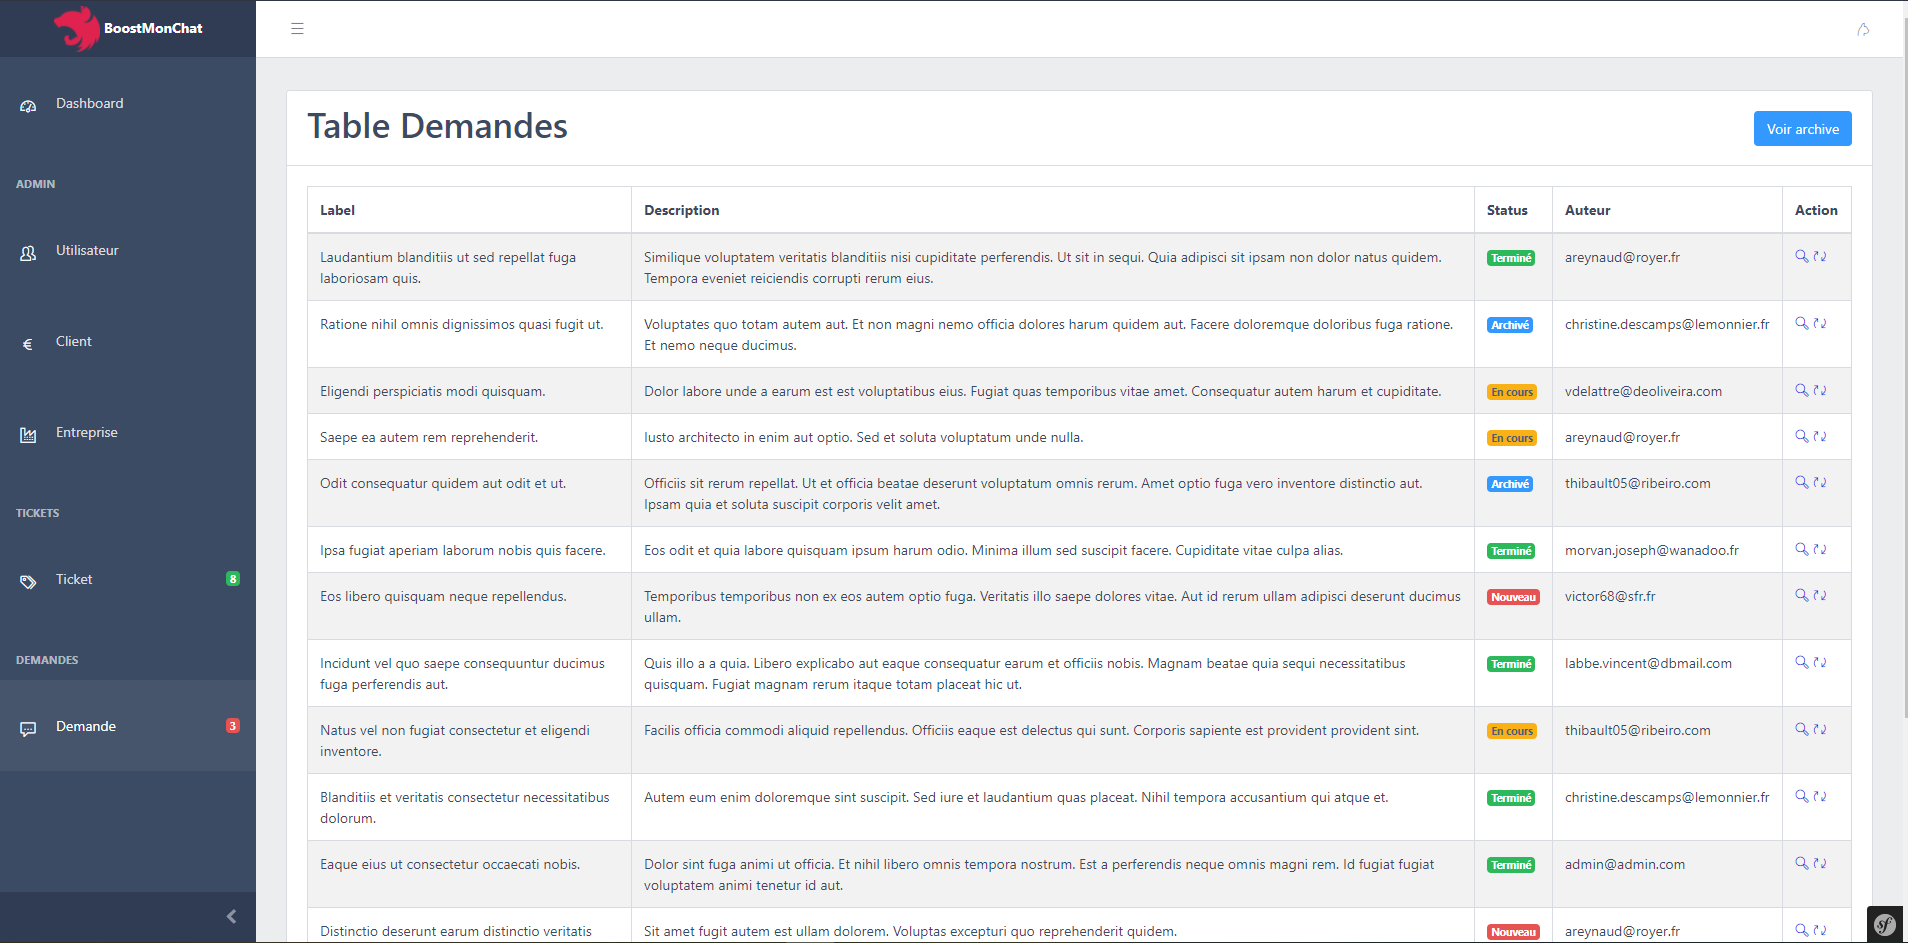 BoostMonChat
Dashboard
ADMIN
Utilisateur
Client
Entreprise
TICKETS
Ticket 8
DEMANDES
Demande 3
Table Demandes
Voir archive
Label Description Status Auteur Action
Laudantium blanditiis ut sed repellat fuga Similique voluptatem veritatis blanditiis nisi cupiditate perferendis. Ut sit in sequi. Quia adipisci sit ipsam non dolor natus quidem. Terminé areynaud@royer.fr
laboriosam quis. Tempora eveniet reiciendis corrupti rerum eius.
Ratione nihil omnis dignissimos quasi fugit ut. Voluptates quo totam autem aut. Et non magni nemo officia dolores harum quidem aut. Facere doloremque doloribus fuga ratione. Archivé christine.descamps@lemonnier.fr
Et nemo neque ducimus.
Eligendi perspiciatis modi quisquam. Dolor labore unde a earum est est voluptatibus eius. Fugiat quas temporibus vitae amet. Consequatur autem harum et cupiditate. En cours vdelattre@deoliveira.com
Saepe ea autem rem reprehenderit. Iusto architecto in enim aut optio. Sed et soluta voluptatum unde nulla. En cours areynaud@royer.fr
Odit consequatur quidem aut odit et ut. Officiis sit rerum repellat. Ut et officia beatae deserunt voluptatum omnis rerum. Amet optio fuga vero inventore distinctio aut. Archivé thibault05@ribeiro.com
Ipsam quia et soluta suscipit corporis velit amet.
Ipsa fugiat aperiam laborum nobis quis facere. Eos odit et quia labore quisquam ipsum harum odio. Minima illum sed suscipit facere. Cupiditate vitae culpa alias. Terminé morvan.joseph@wanadoo.fr
Eos libero quisquam neque repellendus. Temporibus temporibus non ex eos autem optio fuga. Veritatis illo saepe dolores vitae. Aut id rerum ullam adipisci deserunt ducimus Nouveau victor68@sfr.fr
ullam.
Incidunt vel quo saepe consequuntur ducimus Quis illo a a quia. Libero explicabo aut eaque consequatur earum et officiis nobis. Magnam beatae quia sequi necessitatibus Terminé labbe.vincent@dbmail.com
fuga perferendis aut. quisquam. Fugiat magnam rerum itaque totam placeat hic ut.
Natus vel non fugiat consectetur et eligendi Facilis officia commodi aliquid repellendus. Officiis eaque est delectus qui sunt. Corporis sapiente est provident provident sint. En cours thibault05@ribeiro.com
inventore.
Blanditiis et veritatis consectetur necessitatibus Autem eum enim doloremque sint suscipit. Sed iure et laudantium quas placeat. Nihil tempora accusantium qui atque et. Terminé christine.descamps@lemonnier.fr
dolorum.
Eaque eius ut consectetur occaecati nobis. Dolor sint fuga animi ut officia. Et nihil libero omnis tempora nostrum. Est a perferendis neque omnis magni rem. Id fugiat fugiat Terminé admin@admin.com
voluptatem animi tenetur id aut.
Distinctio deserunt earum distinctio veritatis Sit amet fugit autem est ullam dolorem. Voluptas excepturi quo reprehenderit quidem. Nouveau areynaud@royer.fr
sf